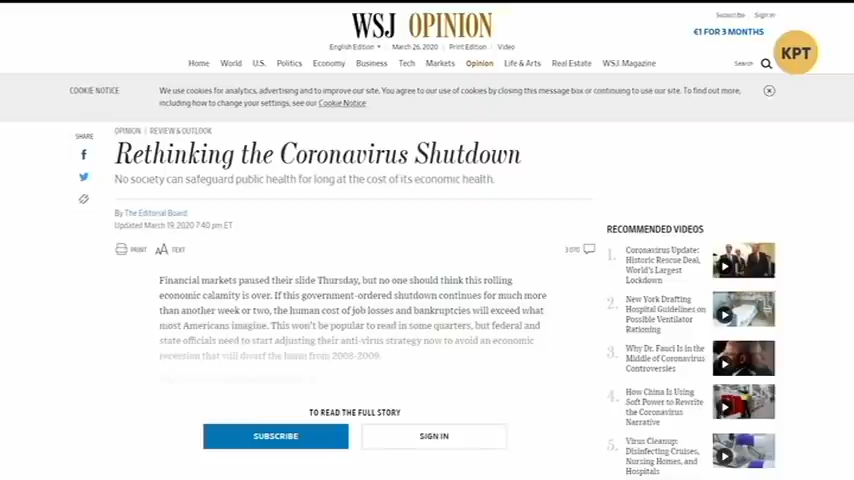 WSJ OPINION
Subscribe Sign In
English Edition March 26, 2020 Print Edition Video
€1 FOR 3 MONTHS
KPT
Home World U.S. Politics Economy Business Tech Markets Opinion Life & Arts Real Estate WSJ. Magazine
Search
COOKIE NOTICE
We use cookies for analytics, advertising and to improve our site. You agree to our use of cookies by closing this message box or continuing to use our site. To find out more,
including how to change your settings, see our Cookie Notice
SHARE
OPINION | REVIEW & OUTLOOK
Rethinking the Coronavirus Shutdown
No society can safeguard public health for long at the cost of its economic health.
By The Editorial Board
Updated March 19, 2020 7:40 pm ET
PRINT AA TEXT
Financial markets paused their slide Thursday, but no one should think this rolling
economic calamity is over. If this government-ordered shutdown continues for much more
than another week or two, the human cost of job losses and bankruptcies will exceed what
most Americans imagine. This won't be popular to read in some quarters, but federal and
state officials need to start adjusting their anti-virus strategy now to avoid an economic
recession that will dwarf the harm from 2008-2009.
TO READ THE FULL STORY
SUBSCRIBE
SIGN IN
RECOMMENDED VIDEOS
1. Coronavirus Update:
Historic Rescue Deal,
World's Largest
Lockdown
2. New York Drafting
Hospital Guidelines on
Possible Ventilator
Rationing
3. Why Dr. Fauci Is in the
Middle of Coronavirus
Controversies
4. How China Is Using
Soft Power to Rewrite
the Coronavirus
Narrative
5. Virus Cleanup:
Disinfecting Cruises,
Nursing Homes, and
Hospitals